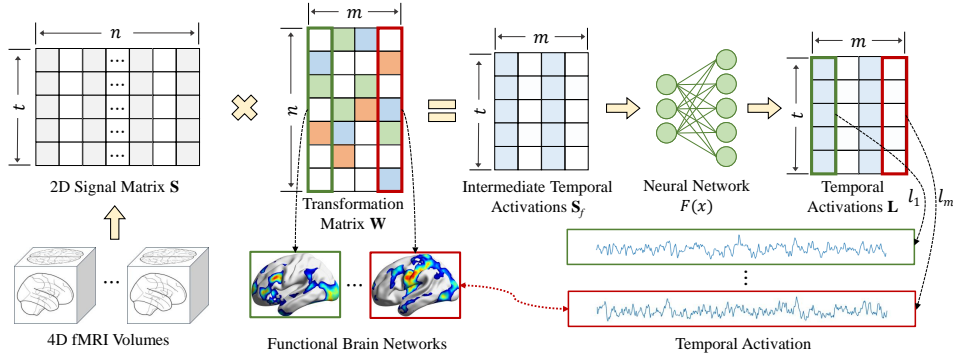 n
t
...
...
...
...
...
2D Signal Matrix S
...
4D fMRI Volumes
m
n
Transformation
Matrix W
...
Functional Brain Networks
m
t
Intermediate Temporal
Activations S_f
Neural Network
F(x)
m
t
Temporal
Activations L
l_1
l_m
⋮
Temporal Activation